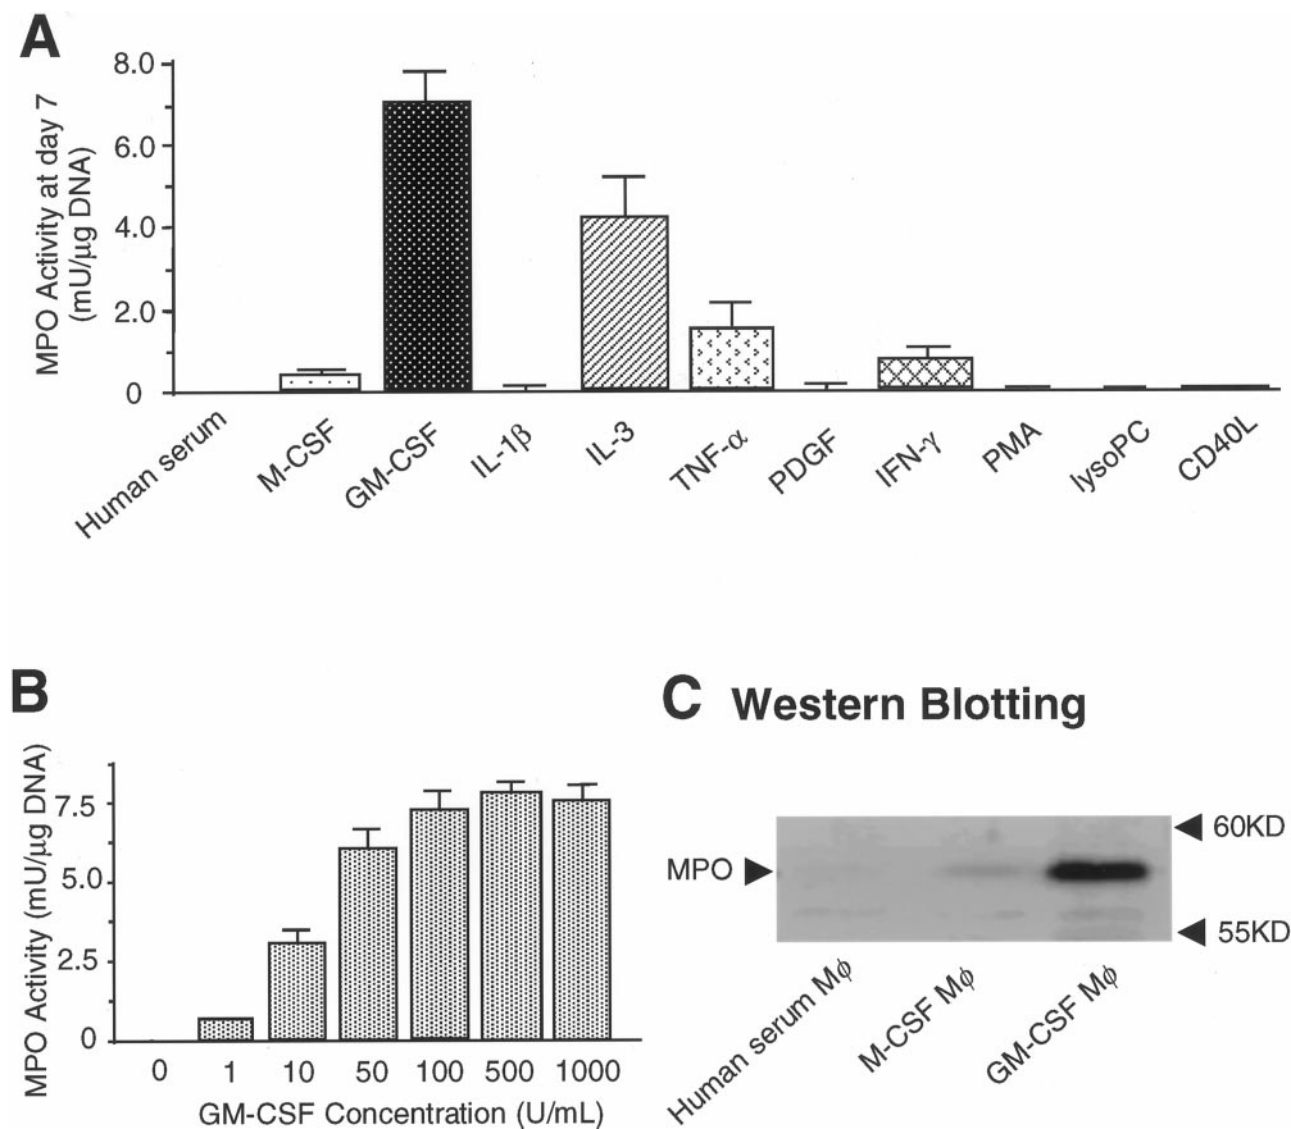 A
MPO Activity at day 7
(mU/μg DNA)
8.0
6.0
4.0
2.0
0
Human serum
M-CSF
GM-CSF
IL-1β
IL-3
TNF-α
PDGF
IFN-γ
PMA
lysoPC
CD40L
B
MPO Activity (mU/μg DNA)
7.5
5.0
2.5
0
0 1 10 50 100 500 1000
GM-CSF Concentration (U/mL)
C Western Blotting
MPO
60KD
55KD
Human serum Mϕ
M-CSF Mϕ
GM-CSF Mϕ